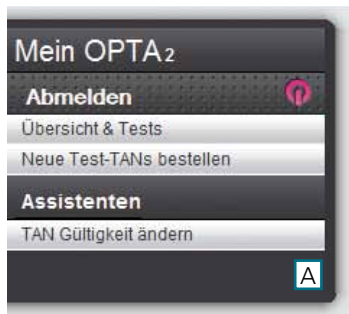 Mein OPTA2
Abmelden
Übersicht & Tests
Neue Test-TANs bestellen
Assistenten
TAN Gültigkeit ändern
A